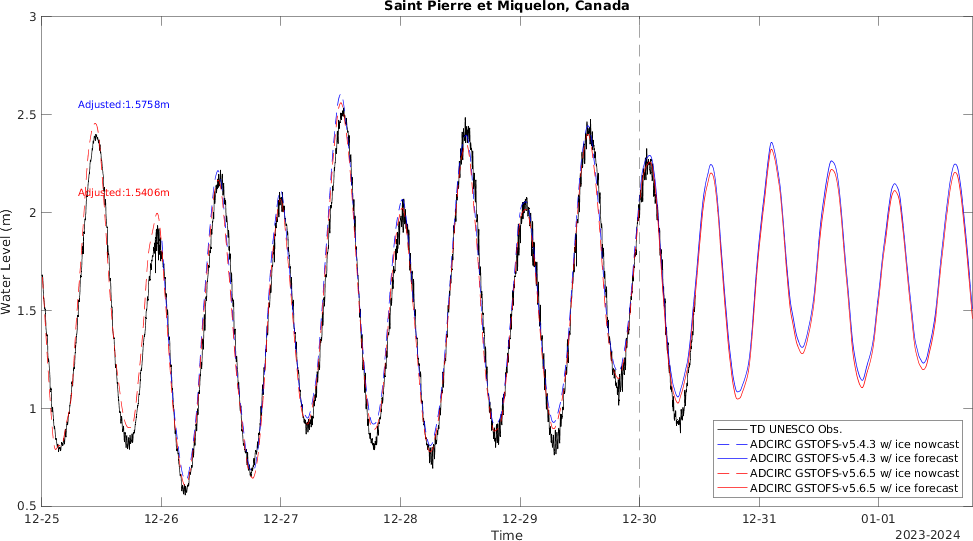 Saint Pierre et Miquelon, Canada
3
2.5
2
1.5
1
0.5
Water Level (m)
Adjusted:1.5758m
Adjusted:1.5406m
TD UNESCO Obs.
ADCIRC GSTOFS-v5.4.3 w/ ice nowcast
ADCIRC GSTOFS-v5.4.3 w/ ice forecast
ADCIRC GSTOFS-v5.6.5 w/ ice nowcast
ADCIRC GSTOFS-v5.6.5 w/ ice forecast
12-25 12-26 12-27 12-28 12-29 12-30 12-31 01-01
Time
2023-2024